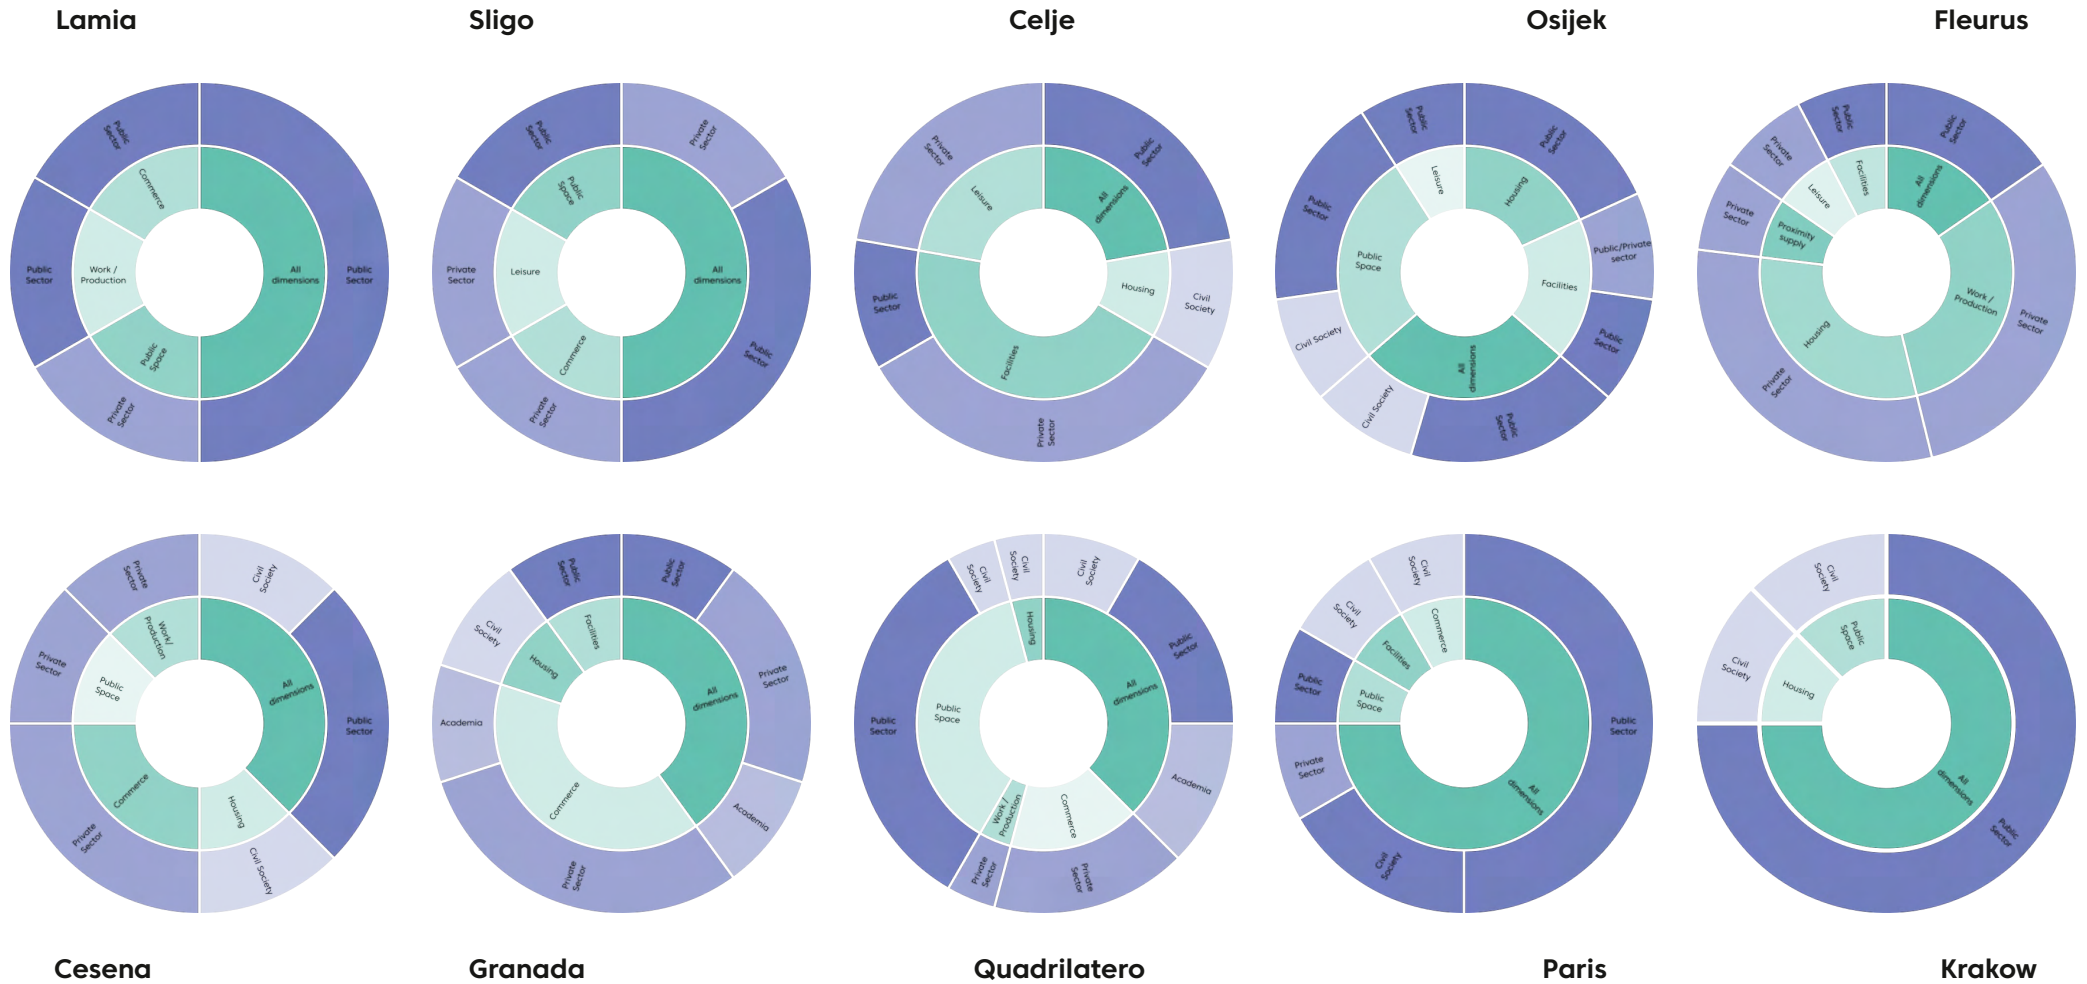 Lamia
Sligo
Celje
Osijek
Fleurus
Public
Sector
Commerce
Public
Sector
Work /
Production
All
dimensions
Public
Sector
Public
Space
Private
Sector
Public
Sector
Private
Sector
Public
Space
Private
Sector
Leisure
All
dimensions
Commerce
Public
Sector
Private
Sector
Private
Sector
Public
Sector
Leisure
All
dimensions
Public
Sector
Housing
Civil
Society
Facilities
Private
Sector
Public
Sector
Public
Sector
Leisure
Housing
Public
Sector
Public
Space
Facilities
Public/Private
sector
Civil Society
Public
Sector
All
dimensions
Civil Society
Public
Sector
Public
Sector
Public
Sector
Private
Sector
Facilities
All
dimensions
Leisure
Private
Sector
Proximity
supply
Work /
Production
Private
Sector
Housing
Private
Sector
Private
Sector
Civil
Society
Work/
Production
Private
Sector
Public
Space
All
dimensions
Public
Sector
Commerce
Housing
Private
Sector
Civil Society
Public
Sector
Public
Sector
Civil
Society
Facilities
Housing
All
dimensions
Private
Sector
Academia
Commerce
Academia
Private
Sector
Civil
Society
Civil
Society
Civil
Society
Housing
Public
Sector
All
dimensions
Public
Space
Public
Sector
Academia
Work /
Production
Commerce
Private
Sector
Private
Sector
Civil
Society
Civil
Society
Commerce
Facilities
Public
Sector
Public
Space
Public
Sector
Private
Sector
All
dimensions
Civil
Society
Civil
Society
Public
Space
Civil
Society
Housing
All
dimensions
Public
Sector
Cesena
Granada
Quadrilatero
Paris
Krakow